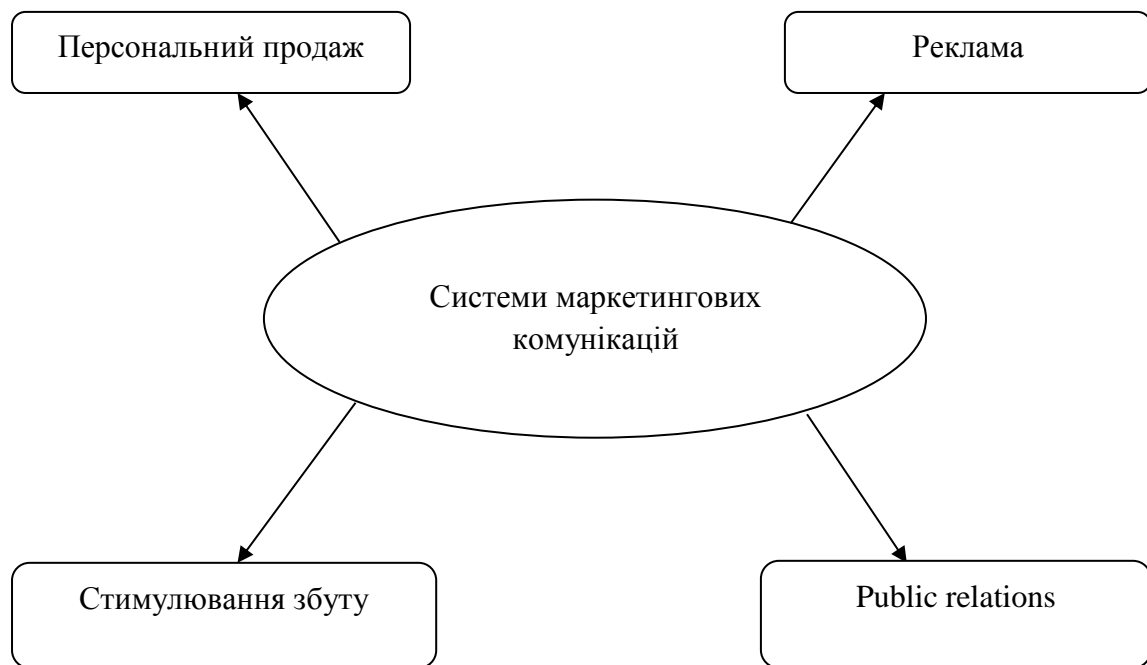 Персональний продаж
Реклама
Системи маркетингових
комунікацій
Стимулювання збуту
Public relations